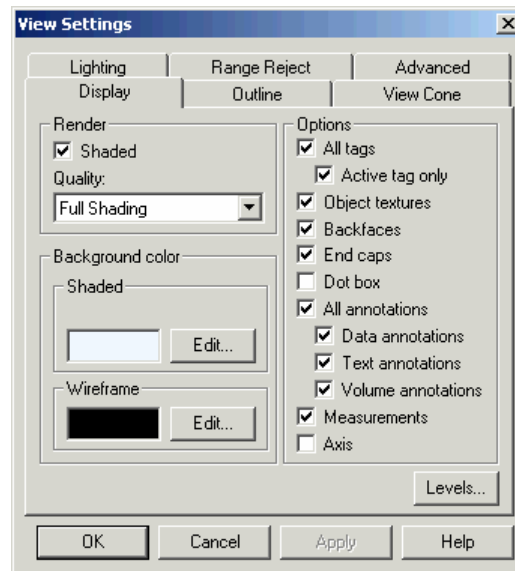 View Settings
Lighting
Range Reject
Advanced
Display
Outline
View Cone
Render
Shaded
Quality:
Full Shading
Background color
Shaded
Edit...
Wireframe
Edit...
Options
All tags
Active tag only
Object textures
Backfaces
End caps
Dot box
All annotations
Data annotations
Text annotations
Volume annotations
Measurements
Axis
Levels...
OK
Cancel
Apply
Help